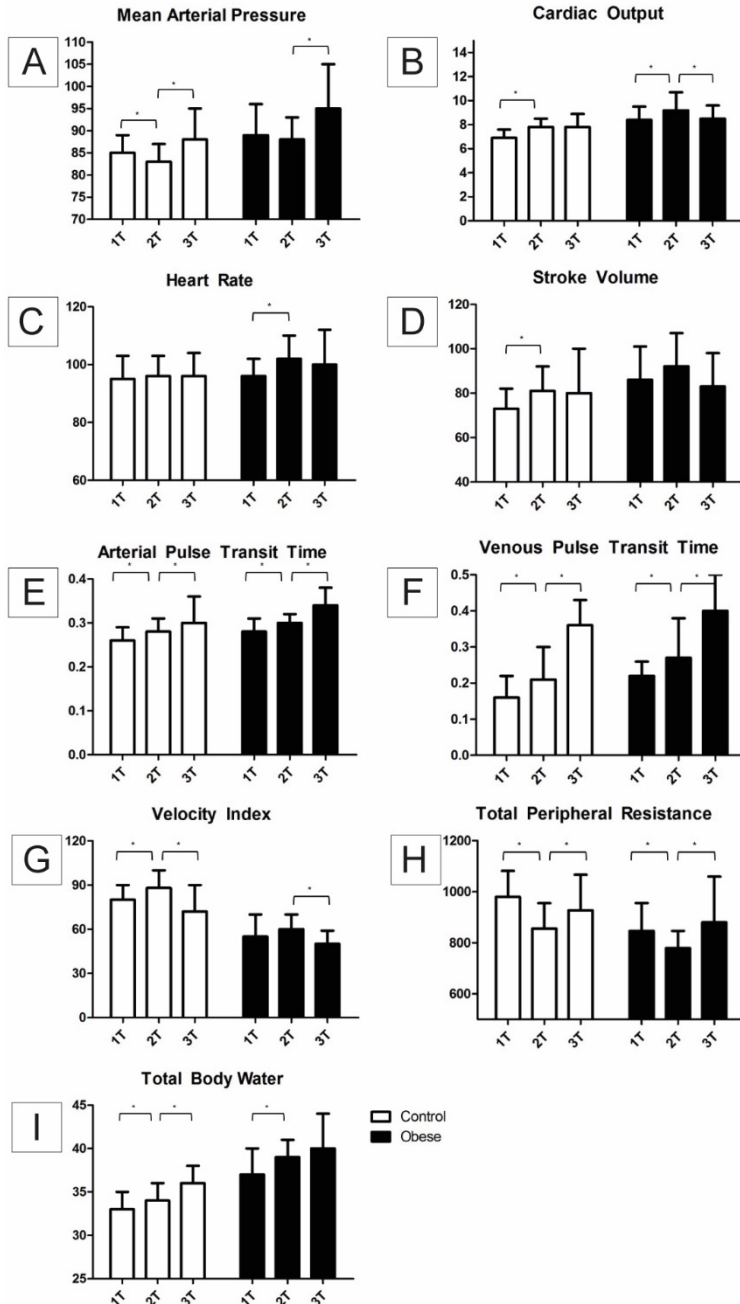 Mean Arterial Pressure
A
110
105
100
95
90
85
80
75
70
*
*
*
1T 2T 3T 1T 2T 3T
Cardiac Output
B
14
12
10
8
6
4
2
0
*
*
*
1T 2T 3T 1T 2T 3T
Heart Rate
C
120
100
80
60
*
1T 2T 3T 1T 2T 3T
Stroke Volume
D
120
100
80
60
40
*
1T 2T 3T 1T 2T 3T
Arterial Pulse Transit Time
E
0.4
0.3
0.2
0.1
0.0
*
*
*
*
1T 2T 3T 1T 2T 3T
Venous Pulse Transit Time
F
0.5
0.4
0.3
0.2
0.1
0.0
*
*
*
*
1T 2T 3T 1T 2T 3T
Velocity Index
G
120
90
60
30
0
*
*
*
1T 2T 3T 1T 2T 3T
Total Peripheral Resistance
H
1200
1000
800
600
*
*
*
*
1T 2T 3T 1T 2T 3T
Total Body Water
I
45
40
35
30
25
*
*
*
1T 2T 3T 1T 2T 3T
Control
Obese